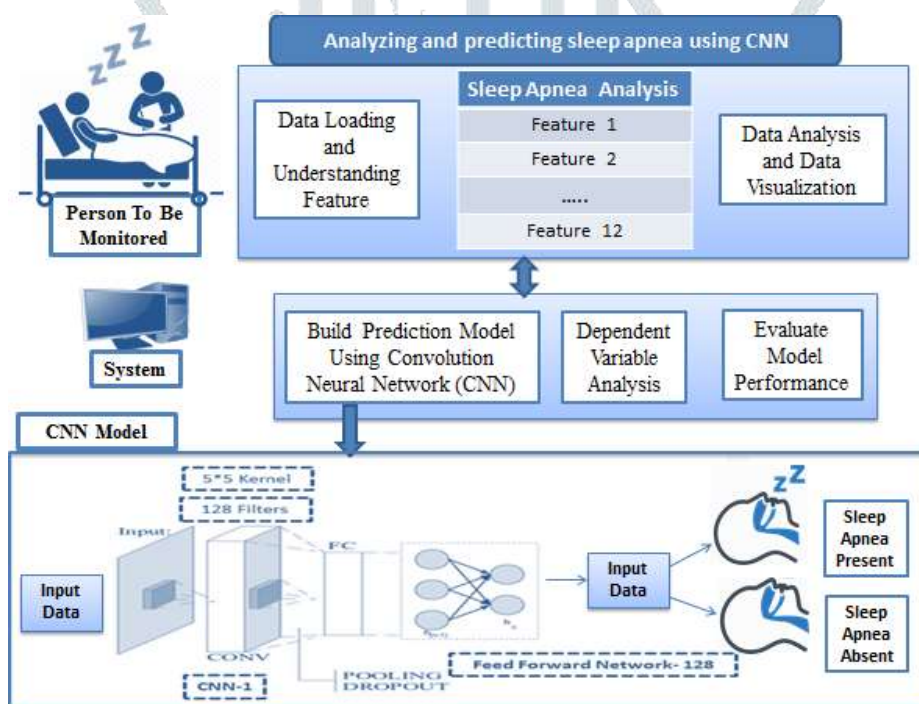 Analyzing and predicting sleep apnea using CNN
zzz
Data Loading
and
Understanding
Feature
Sleep Apnea Analysis
Feature 1
Feature 2
.....
Feature 12
Data Analysis
and Data
Visualization
Person To Be
Monitored
System
Build Prediction Model
Using Convolution
Neural Network (CNN)
Dependent
Variable
Analysis
Evaluate
Model
Performance
CNN Model
5*5 Kernel
128 Filters
Input:
FC
Input
Data
CONV
CNN-1
POOLING
DROPOUT
Feed Forward Network- 128
Input
Data
zz
Sleep
Apnea
Present
Sleep
Apnea
Absent